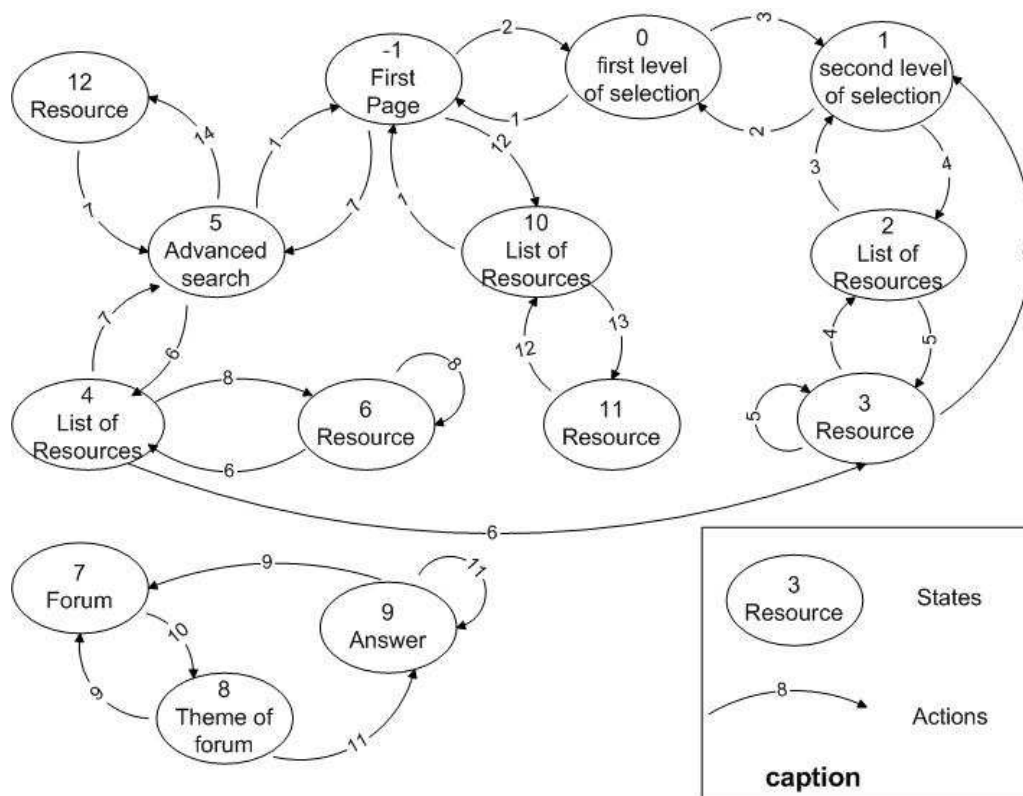 12
Resource
-1
First
Page
0
first level
of selection
1
second level
of selection
2
3
1
2
14
7
1
7
12
1
3
4
5
Advanced
search
10
List of
Resources
2
List of
Resources
7
6
13
12
4
5
4
List of
Resources
8
6
6
Resource
8
11
Resource
5
3
Resource
6
7
Forum
9
10
9
8
Theme of
forum
11
9
Answer
11
3
Resource
States
8
Actions
caption